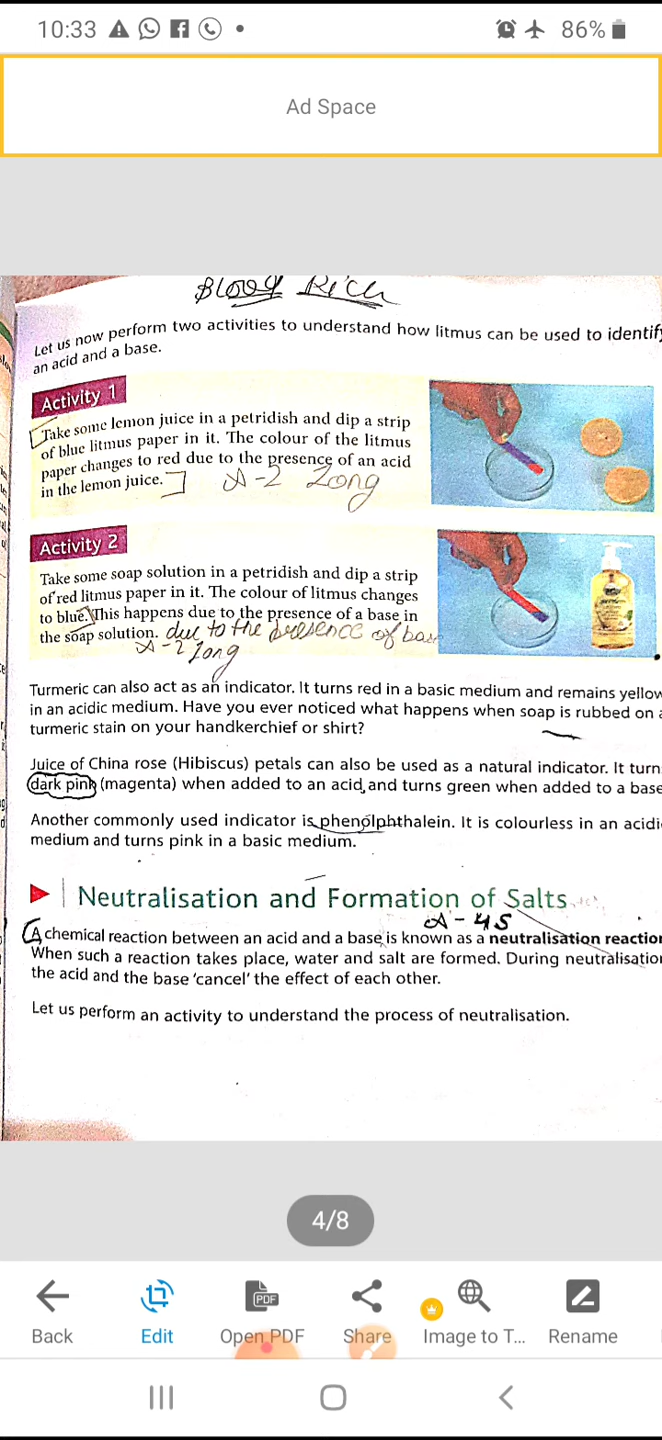 10:33
86%
Ad Space
Blooy Rich
Let us now perform two activities to understand how litmus can be used to identify
an acid and a base.
Activity 1
Take some lemon juice in a petridish and dip a strip
of blue litmus paper in it. The colour of the litmus
paper changes to red due to the presence of an acid
in the lemon juice. A-2 Long
Activity 2
Take some soap solution in a petridish and dip a strip
of red litmus paper in it. The colour of litmus changes
to blue. This happens due to the presence of a base in
the soap solution. due to the presence of base
A-2 Long
Turmeric can also act as an indicator. It turns red in a basic medium and remains yellow
in an acidic medium. Have you ever noticed what happens when soap is rubbed on a
turmeric stain on your handkerchief or shirt?
Juice of China rose (Hibiscus) petals can also be used as a natural indicator. It turn
dark pink (magenta) when added to an acid and turns green when added to a base
Another commonly used indicator is phenolphthalein. It is colourless in an acidi
medium and turns pink in a basic medium.
Neutralisation and Formation of Salts
A-4S
A chemical reaction between an acid and a base is known as a neutralisation reaction
When such a reaction takes place, water and salt are formed. During neutralisation
the acid and the base 'cancel' the effect of each other.
Let us perform an activity to understand the process of neutralisation.
4/8
PDF
Back Edit Open PDF Share Image to T... Rename